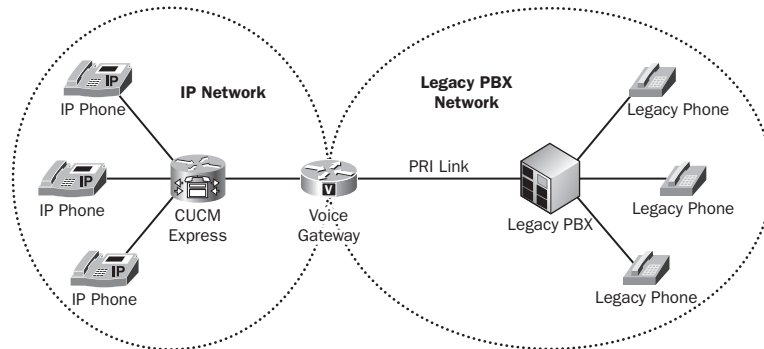 IP
IP Phone
IP Network
Legacy PBX
Network
Legacy Phone
IP
IP Phone
CUCM
Express
V
Voice
Gateway
PRI Link
Legacy PBX
Legacy Phone
IP
IP Phone
Legacy Phone